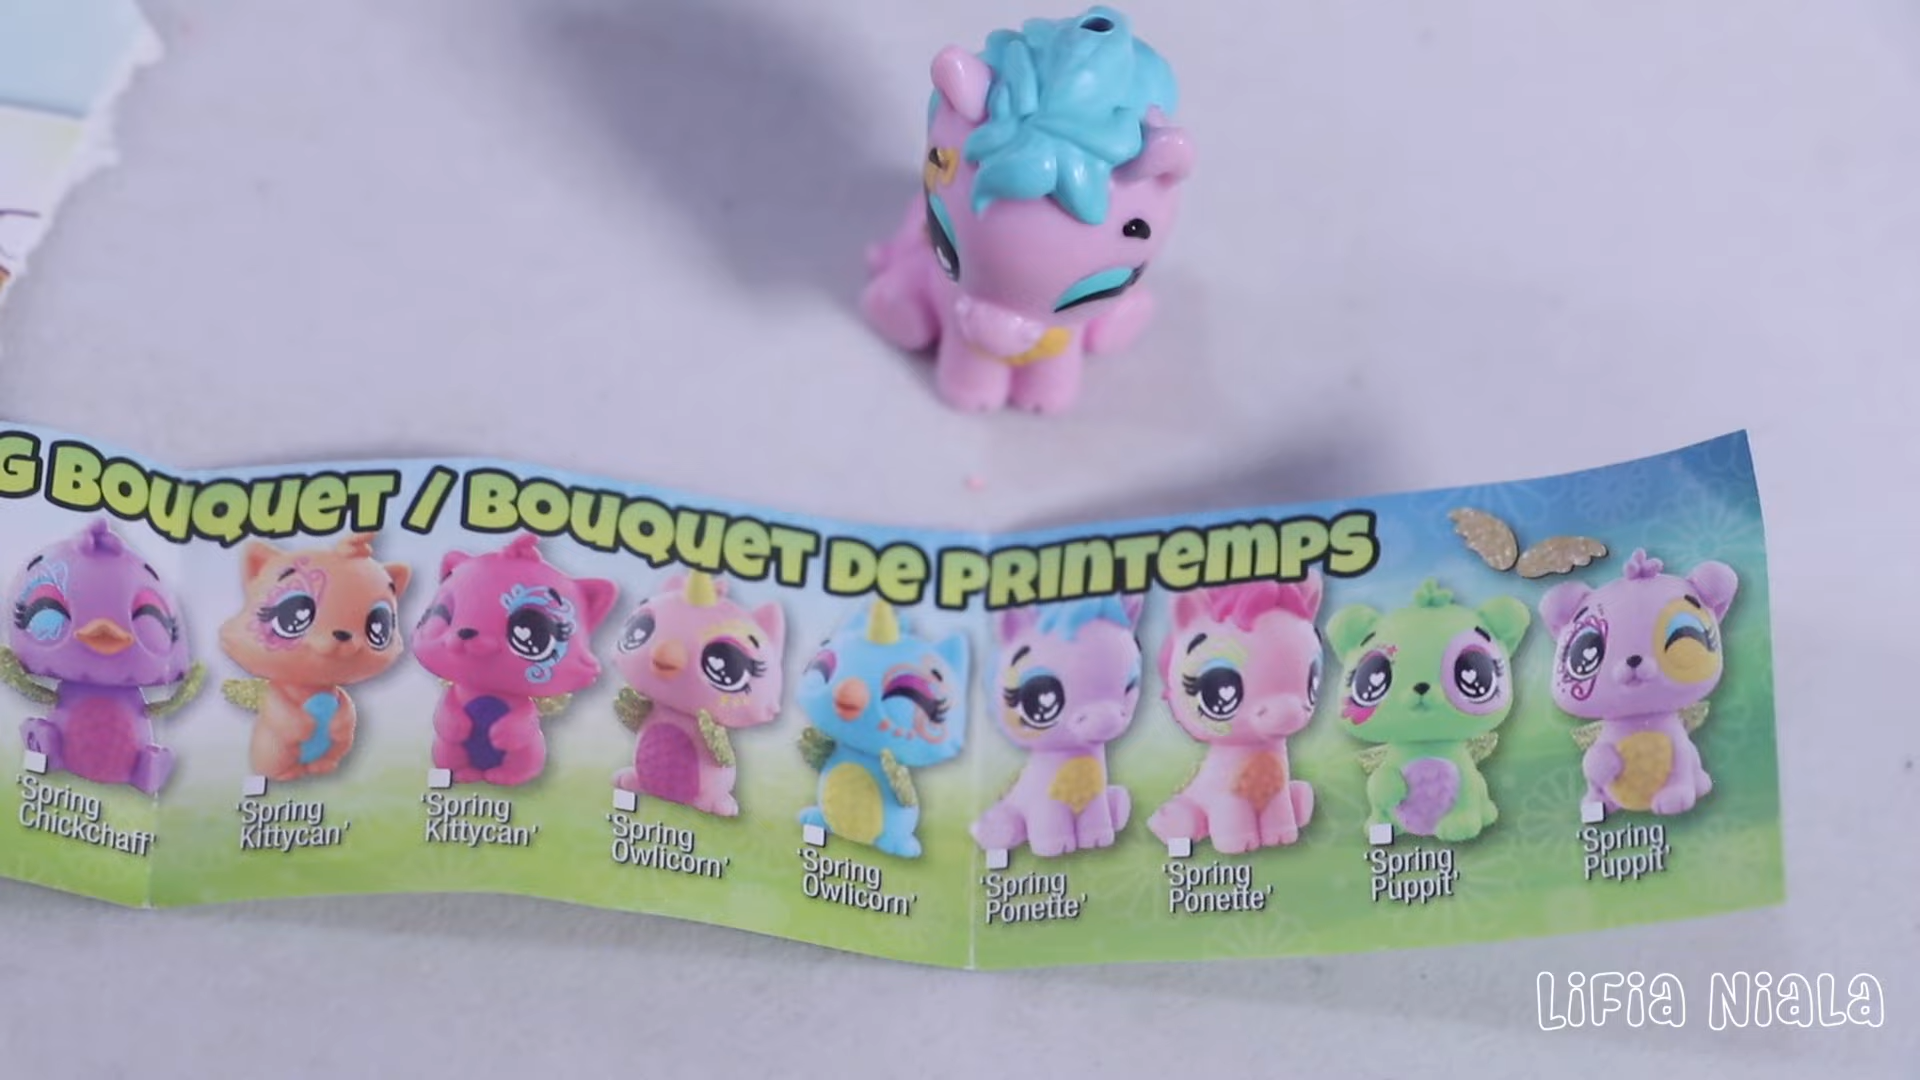 G BOUQUET / BOUQUET DE PRINTEMPS
'Spring
Chickchaff'
'Spring
Kittycan'
'Spring
Kittycan'
'Spring
Owlicorn'
'Spring
Owlicorn'
'Spring
Ponette'
'Spring
Ponette'
'Spring
Puppit'
'Spring
Puppit'
LiFia NiaLa